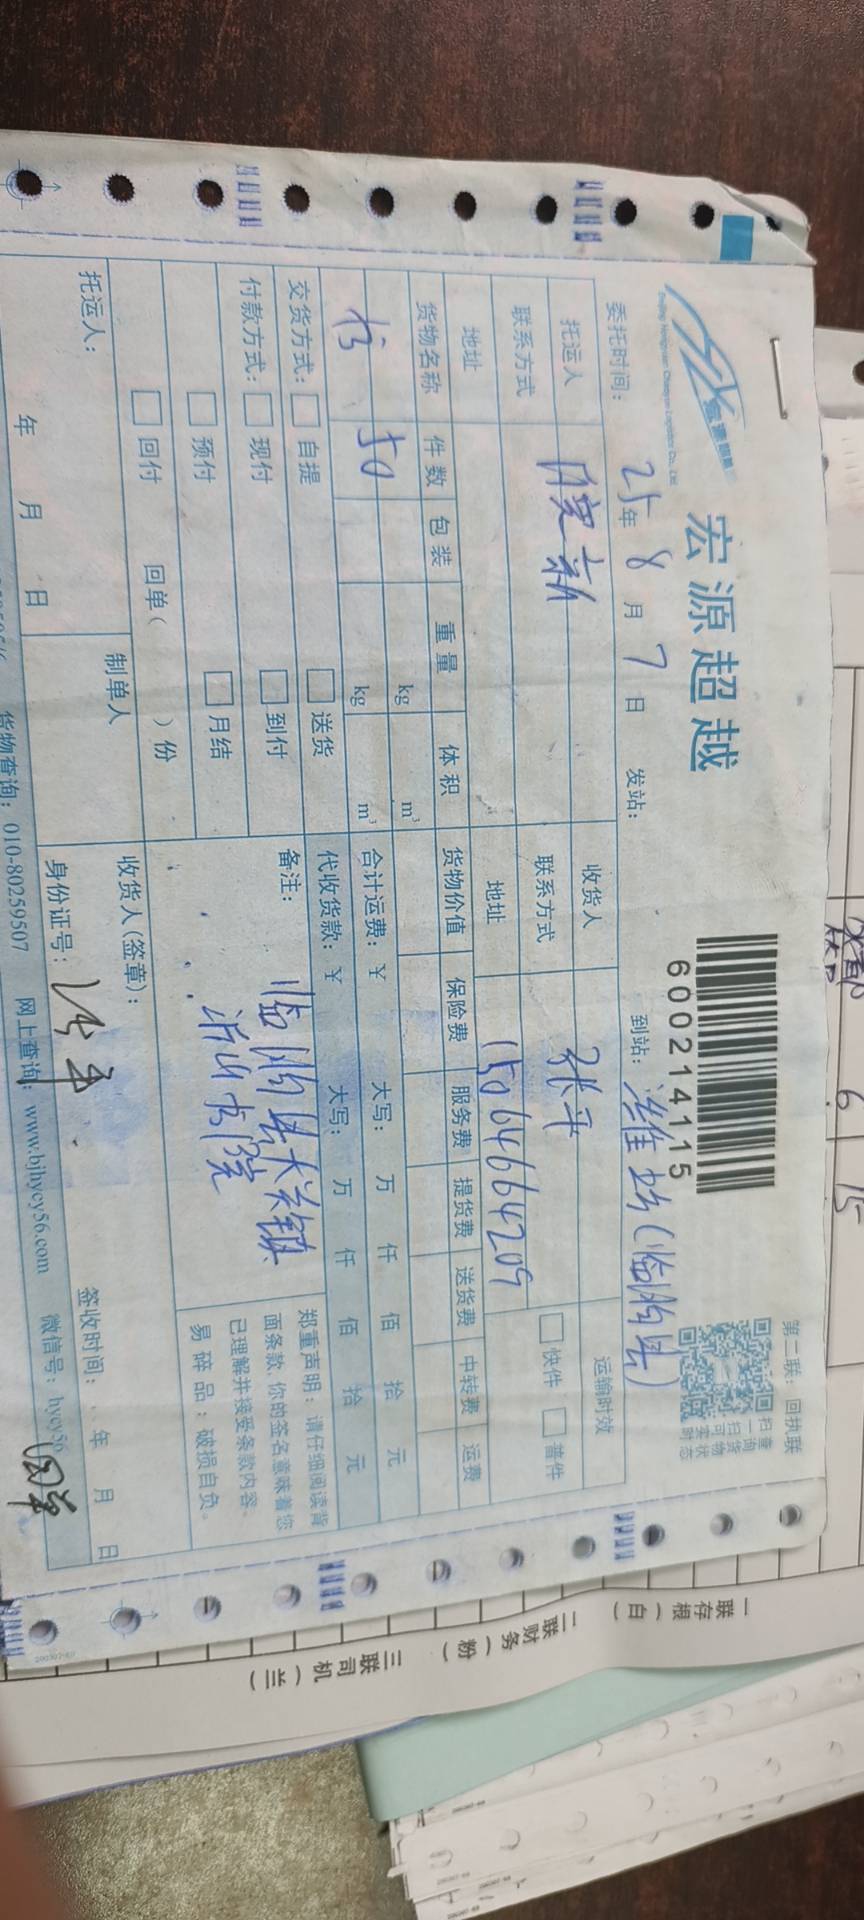 宏源超越
600214115
第二联：回执联
委托时间： 25年 8月 7日 发站： 到站：潍坊(临朐县)
托运人 收货人 张平 运输时效
联系方式 联系方式 15064664209 快件 普件
地址 地址
货物名称 件数 包装 重量 体积 货物价值 保险费 服务费 提货费 送货费 中转费 运费
kg m³
书 50 kg m³ 合计运费：￥ 大写： 万 仟 佰 拾 元
交货方式： 自提 送货 代收货款：￥ 大写： 万 仟 佰 拾 元
付款方式： 现付 到付 备注： 临朐县大关镇
预付 月结 沂山书院
回付 回单( )份
郑重声明：请仔细阅读背
面条款，你的签名意味着您
已理解并接受条款内容。
易碎品：破损自负。
托运人： 制单人 收货人(签章)：
年 月 日 身份证号： 签收时间： 年 月 日
货物查询：010-80259507 网上查询：www.bjhycy56.com 微信号：hycy56
回单
一联存根（白）
二联财务（粉）
三联司机（兰）
6 15